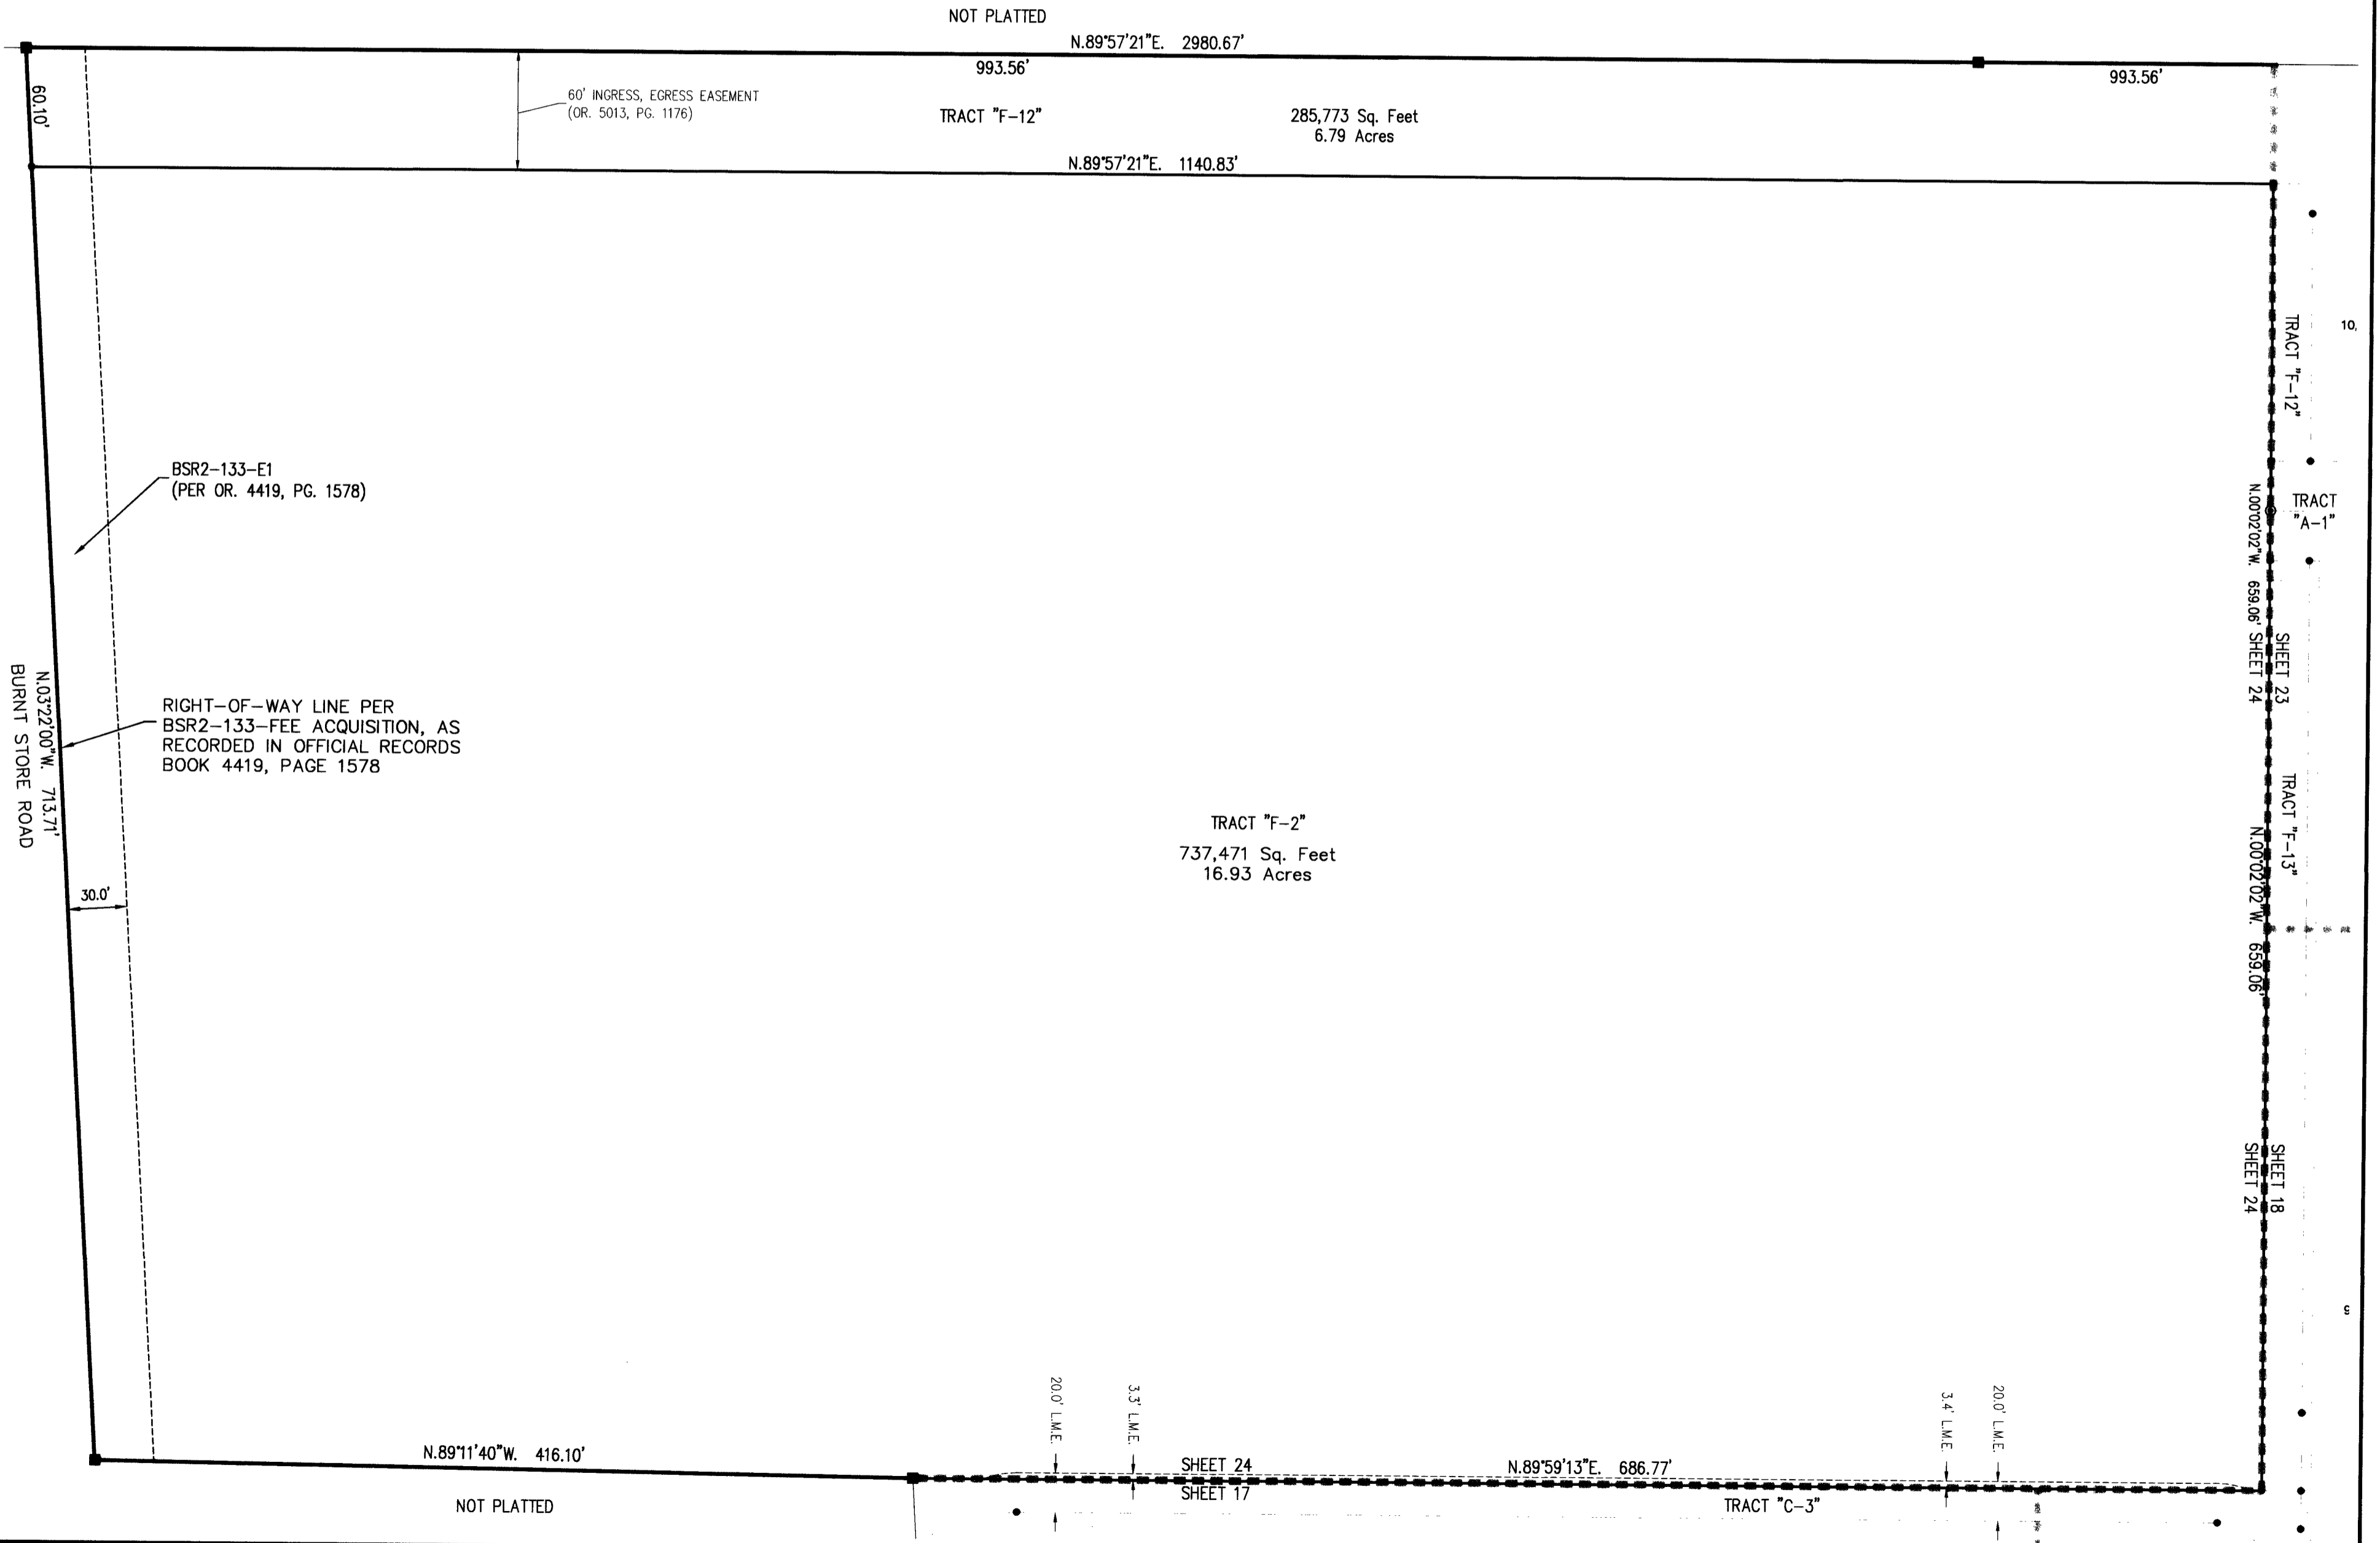 NOT PLATTED
N.89°57'21"E. 2980.67'
993.56'
993.56'
60.10'
60' INGRESS, EGRESS EASEMENT
(OR. 5013, PG. 1176)
TRACT "F-12"
285,773 Sq. Feet
6.79 Acres
N.89°57'21"E. 1140.83'
TRACT "F-12"
10,
BSR2-133-E1
(PER OR. 4419, PG. 1578)
TRACT
"A-1"
N.00°02'02"W. 659.06'
SHEET 24
SHEET 23
N.03°22'00"W. 713.71'
BURNT STORE ROAD
RIGHT-OF-WAY LINE PER
BSR2-133-FEE ACQUISITION, AS
RECORDED IN OFFICIAL RECORDS
BOOK 4419, PAGE 1578
TRACT "F-13"
TRACT "F-2"
737,471 Sq. Feet
16.93 Acres
N.00°02'02"W. 659.06'
30.0'
SHEET 18
SHEET 24
20.0' L.M.E.
3.3' L.M.E.
3.4' L.M.E.
20.0' L.M.E.
N.89°11'40"W. 416.10'
SHEET 24
N.89°59'13"E. 686.77'
SHEET 17
NOT PLATTED
TRACT "C-3"